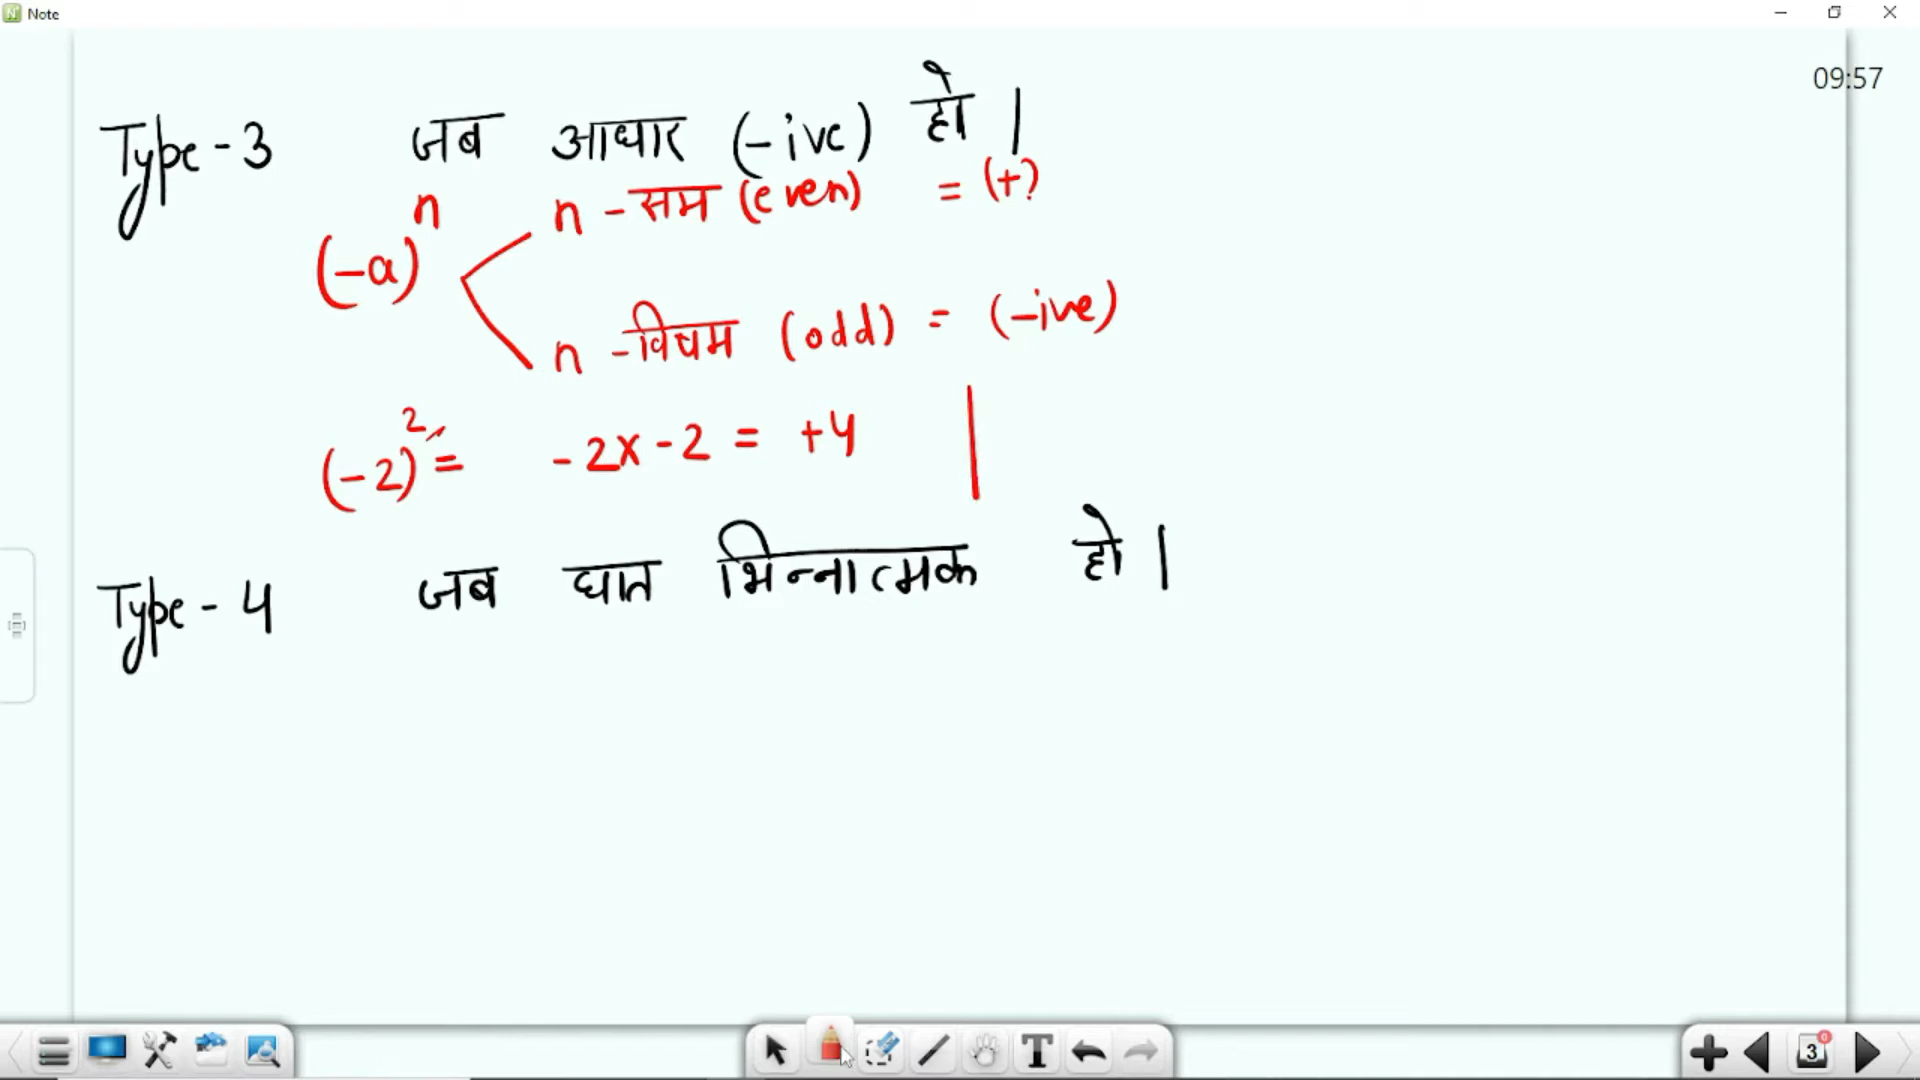 Note
09:57
Type-3 जब आधार (-ive) हो |
(-a)^n
n - सम (even) = (+)
n - विषम (odd) = (-ive)
(-2)^2 = -2x-2 = +4 |
Type-4 जब घात भिन्नात्मक हो |
3